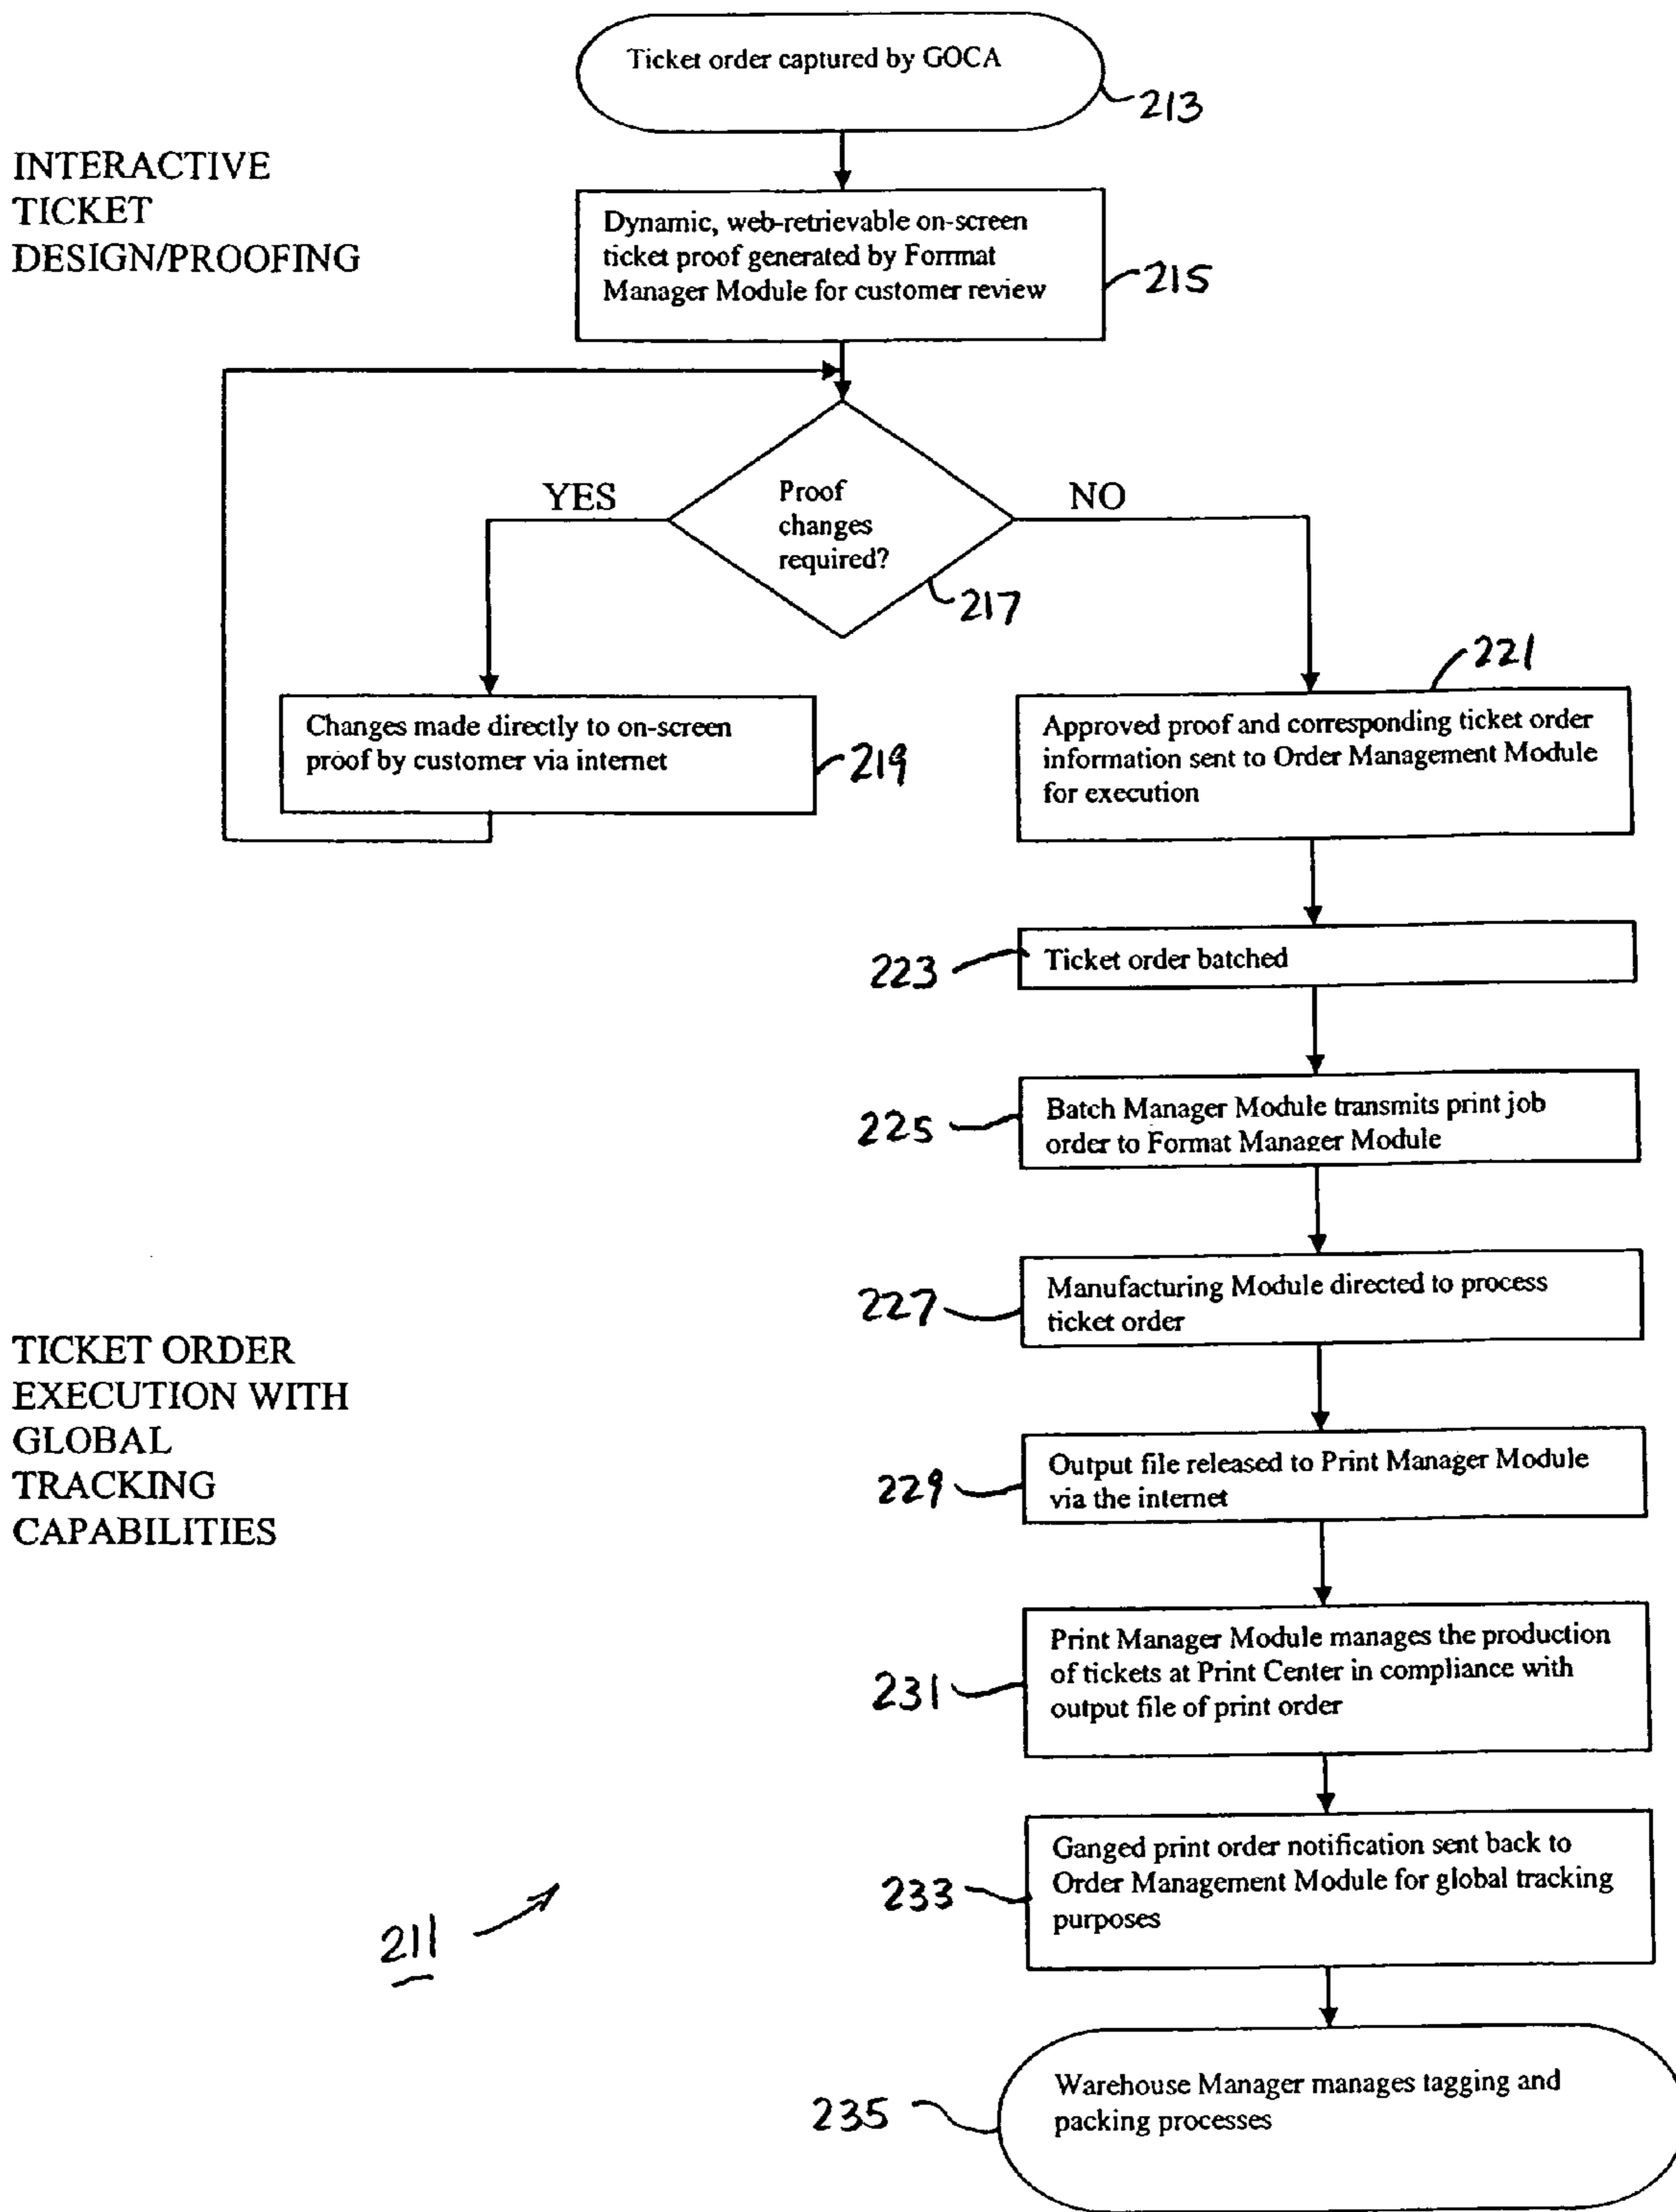 Ticket order captured by GOCA
213
INTERACTIVE
TICKET
DESIGN/PROOFING
Dynamic, web-retrievable on-screen
ticket proof generated by Forrmat
Manager Module for customer review
215
YES
Proof
changes
required?
NO
217
221
Changes made directly to on-screen
proof by customer via internet
219
Approved proof and corresponding ticket order
information sent to Order Management Module
for execution
223
Ticket order batched
225
Batch Manager Module transmits print job
order to Format Manager Module
227
Manufacturing Module directed to process
ticket order
TICKET ORDER
EXECUTION WITH
GLOBAL
TRACKING
CAPABILITIES
229
Output file released to Print Manager Module
via the internet
231
Print Manager Module manages the production
of tickets at Print Center in compliance with
output file of print order
233
Ganged print order notification sent back to
Order Management Module for global tracking
purposes
211
235
Warehouse Manager manages tagging and
packing processes